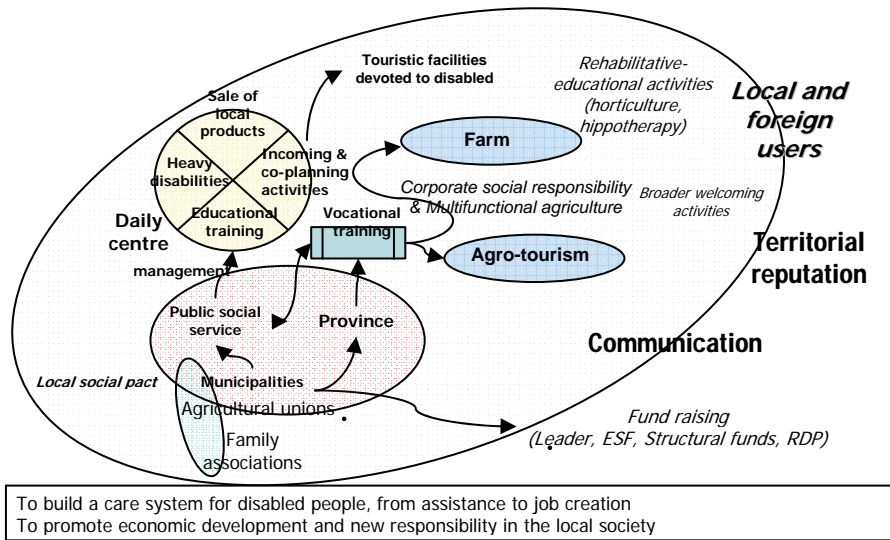 Touristic facilities
devoted to disabled
Rehabilitative-
educational activities
(horticulture,
hippotherapy)
Local and
foreign
users
Sale of
local
products
Heavy
disabilities
Incoming &
co-planning
activities
Educational
training
Daily
centre
Farm
Corporate social responsibility
& Multifunctional agriculture
Broader welcoming
activities
Vocational
training
Agro-tourism
Territorial
reputation
management
Public social
service
Province
Communication
Local social pact
Municipalities
Agricultural unions
Family
associations
Fund raising
(Leader, ESF, Structural funds, RDP)
To build a care system for disabled people, from assistance to job creation
To promote economic development and new responsibility in the local society